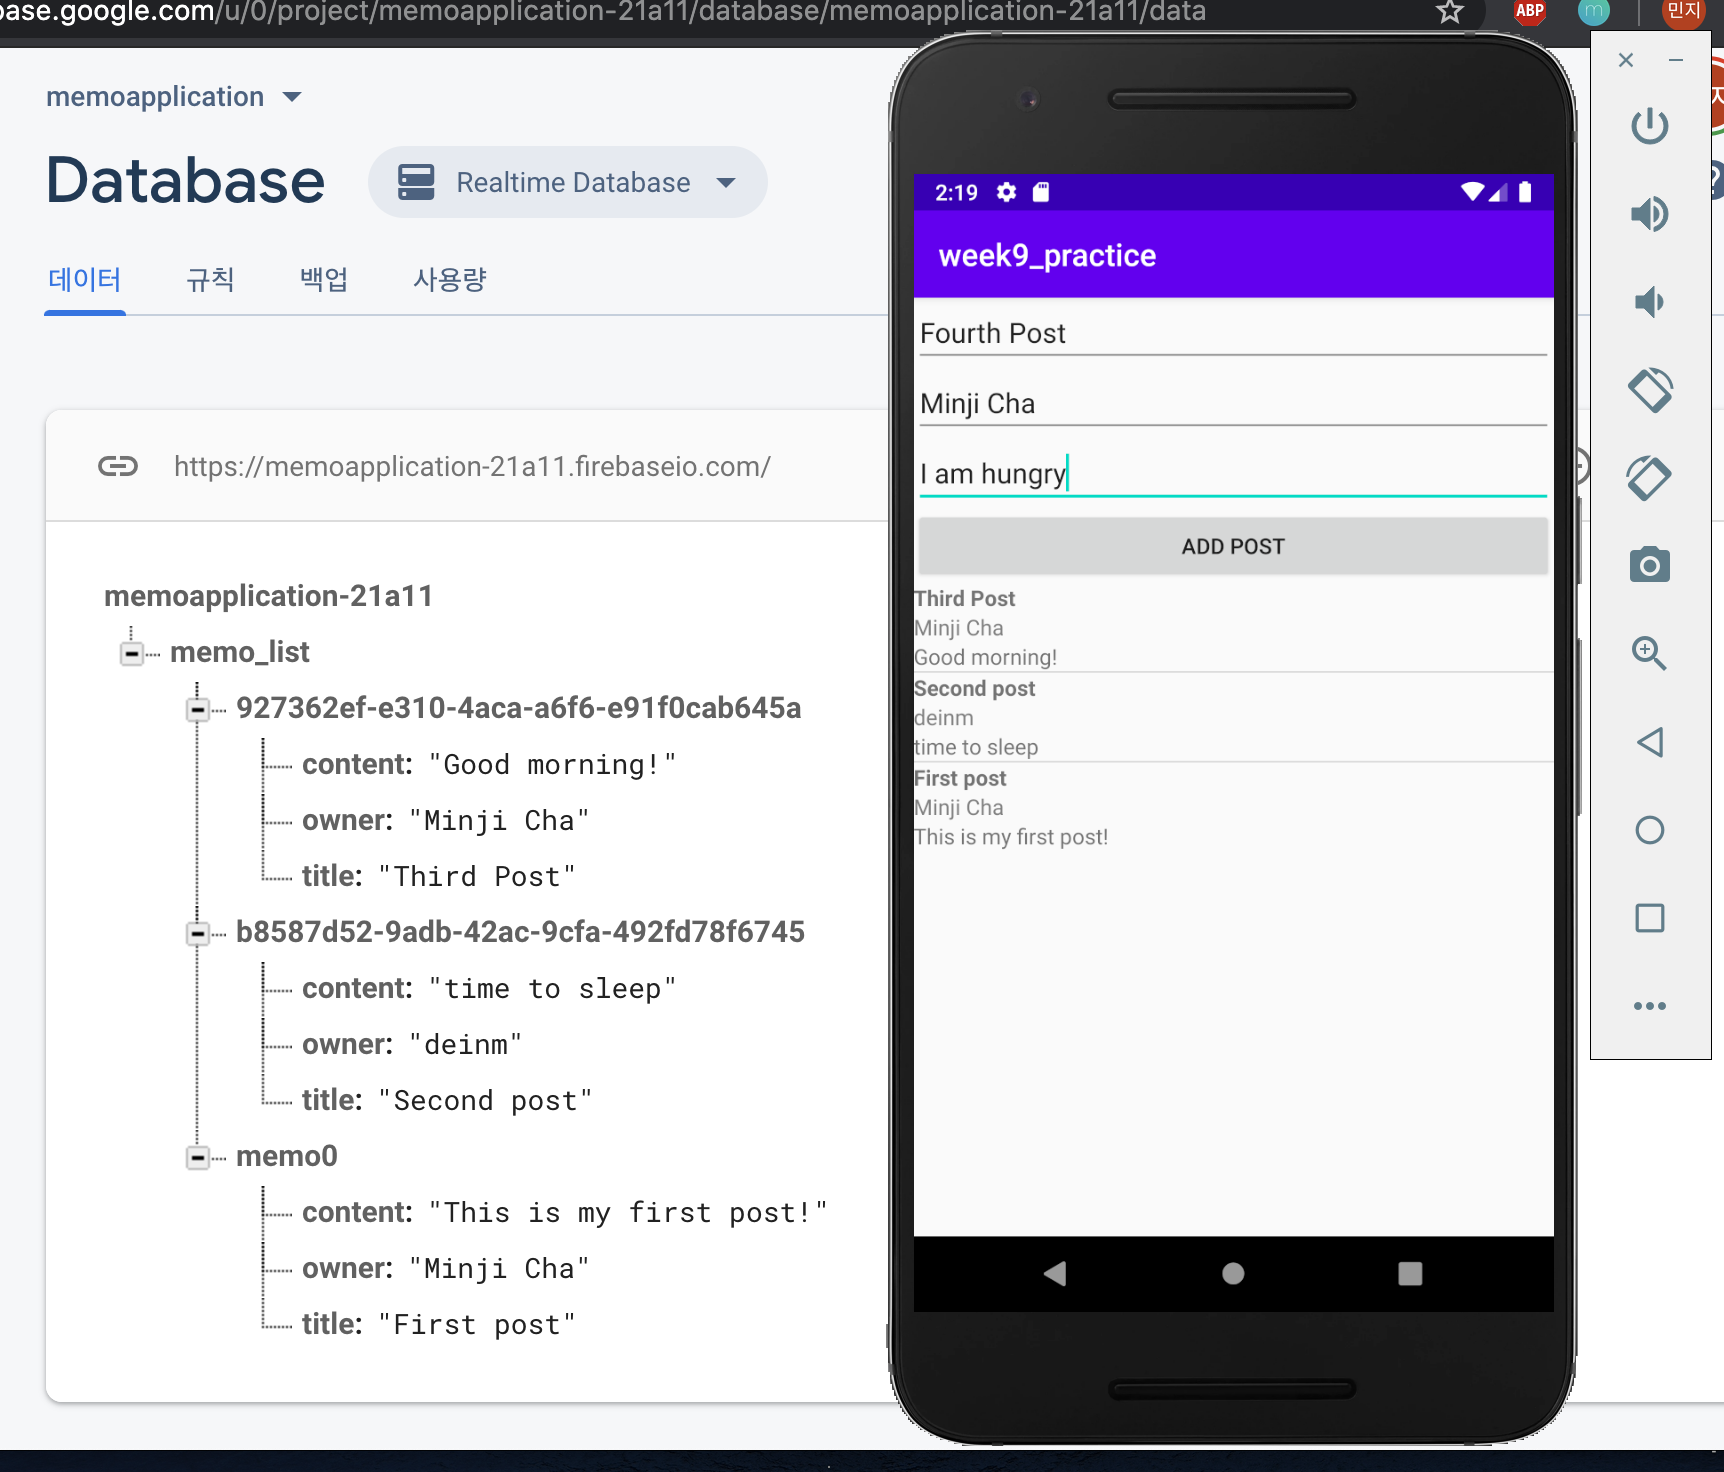 base.google.com/u/0/project/memoapplication-21a11/database/memoapplication-21a11/data
ABP
m
민지
memoapplication
Database
Realtime Database
데이터
규칙
백업
사용량
https://memoapplication-21a11.firebaseio.com/
memoapplication-21a11
memo_list
927362ef-e310-4aca-a6f6-e91f0cab645a
content: "Good morning!"
owner: "Minji Cha"
title: "Third Post"
b8587d52-9adb-42ac-9cfa-492fd78f6745
content: "time to sleep"
owner: "deinm"
title: "Second post"
memo0
content: "This is my first post!"
owner: "Minji Cha"
title: "First post"
2:19
week9_practice
Fourth Post
Minji Cha
I am hungry
ADD POST
Third Post
Minji Cha
Good morning!
Second post
deinm
time to sleep
First post
Minji Cha
This is my first post!